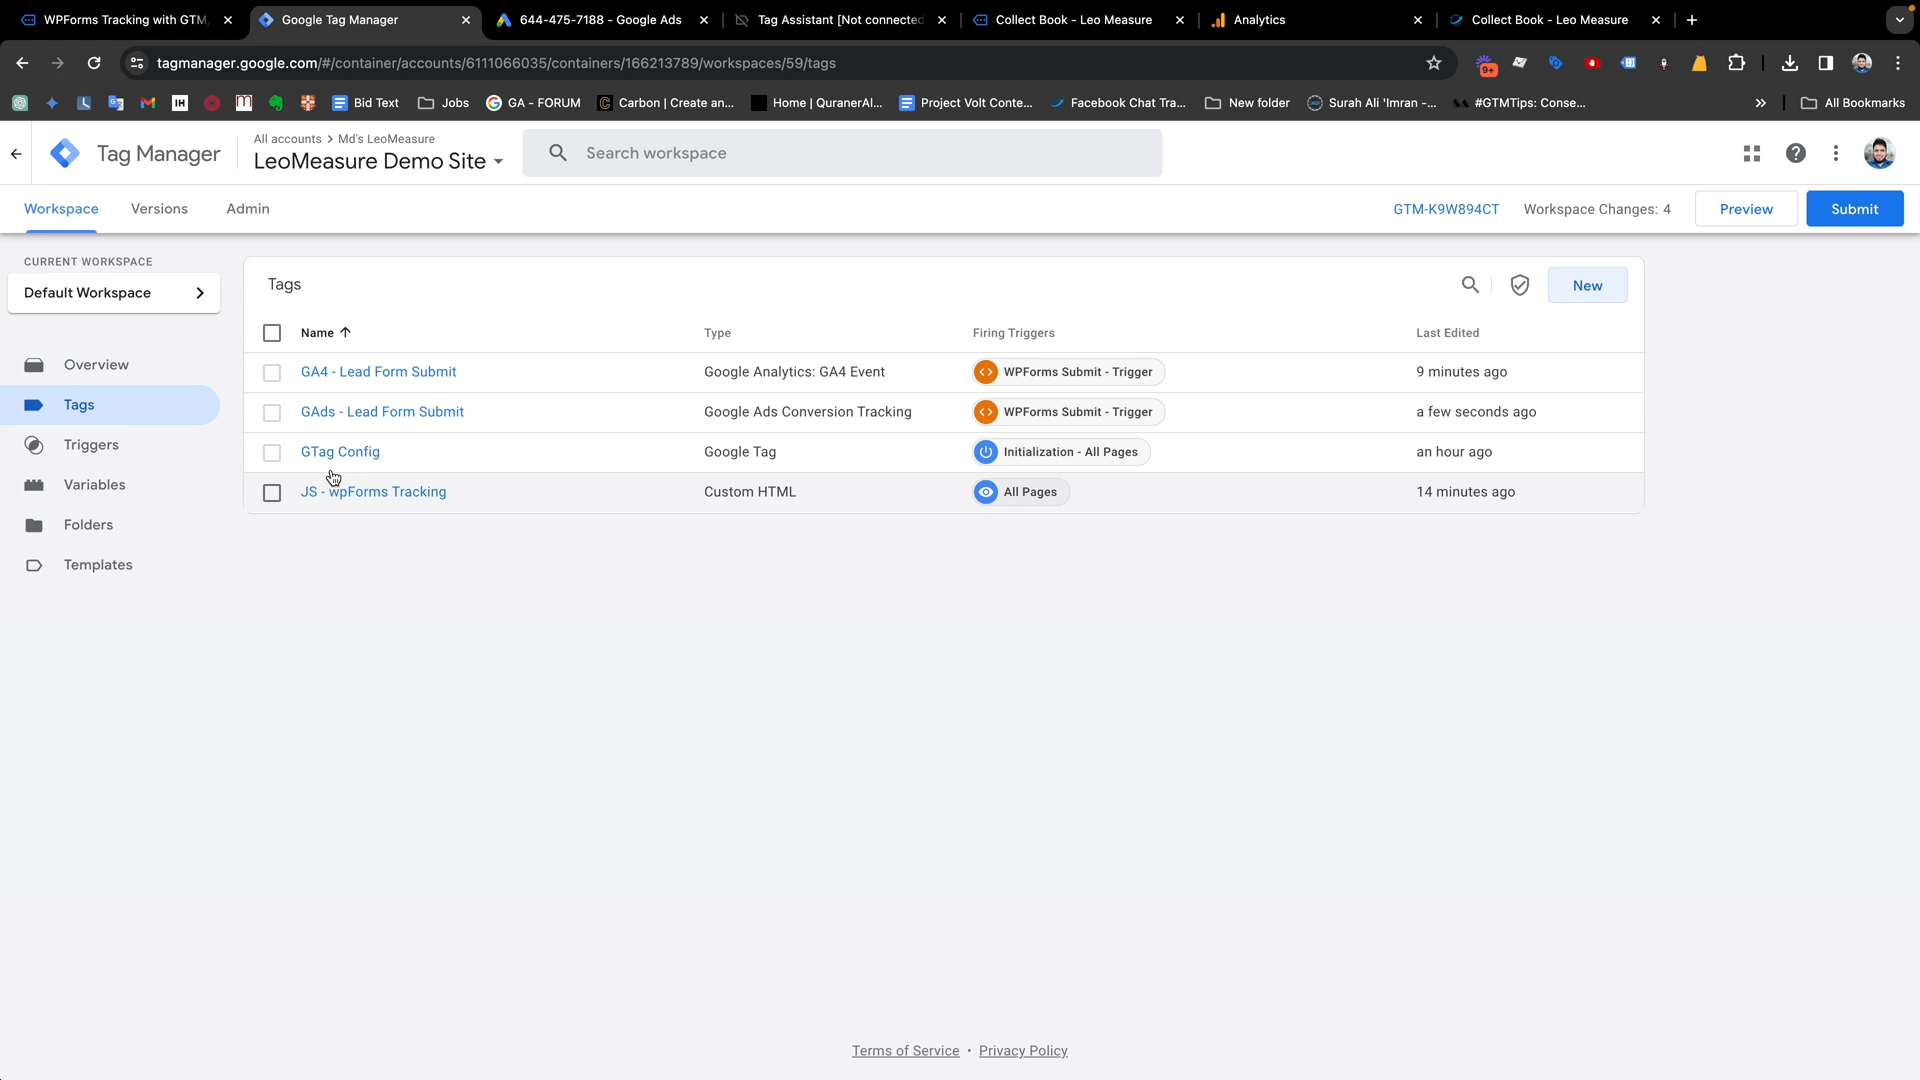 WPForms Tracking with GTM, Google Tag Manager 644-475-7188 - Google Ads Tag Assistant [Not connected Collect Book - Leo Measure Analytics Collect Book - Leo Measure
tagmanager.google.com/#/container/accounts/6111066035/containers/166213789/workspaces/59/tags 9+
Bid Text Jobs GA - FORUM Carbon | Create an... Home | QuranerAl... Project Volt Conte... Facebook Chat Tra... New folder Surah Ali 'Imran -... #GTMTips: Conse... » All Bookmarks
All accounts > Md's LeoMeasure
Tag Manager LeoMeasure Demo Site Search workspace
Workspace Versions Admin GTM-K9W894CT Workspace Changes: 4 Preview Submit
CURRENT WORKSPACE
Default Workspace
Overview
Tags
Triggers
Variables
Folders
Templates
Tags New
Name Type Firing Triggers Last Edited
GA4 - Lead Form Submit Google Analytics: GA4 Event WPForms Submit - Trigger 9 minutes ago
GAds - Lead Form Submit Google Ads Conversion Tracking WPForms Submit - Trigger a few seconds ago
GTag Config Google Tag Initialization - All Pages an hour ago
JS - wpForms Tracking Custom HTML All Pages 14 minutes ago
Terms of Service • Privacy Policy